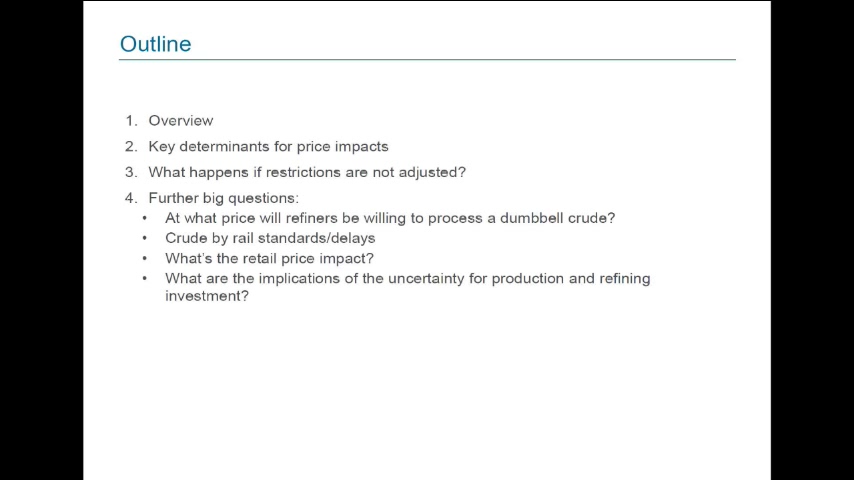 Outline
1. Overview
2. Key determinants for price impacts
3. What happens if restrictions are not adjusted?
4. Further big questions:
• At what price will refiners be willing to process a dumbbell crude?
• Crude by rail standards/delays
• What's the retail price impact?
• What are the implications of the uncertainty for production and refining
investment?